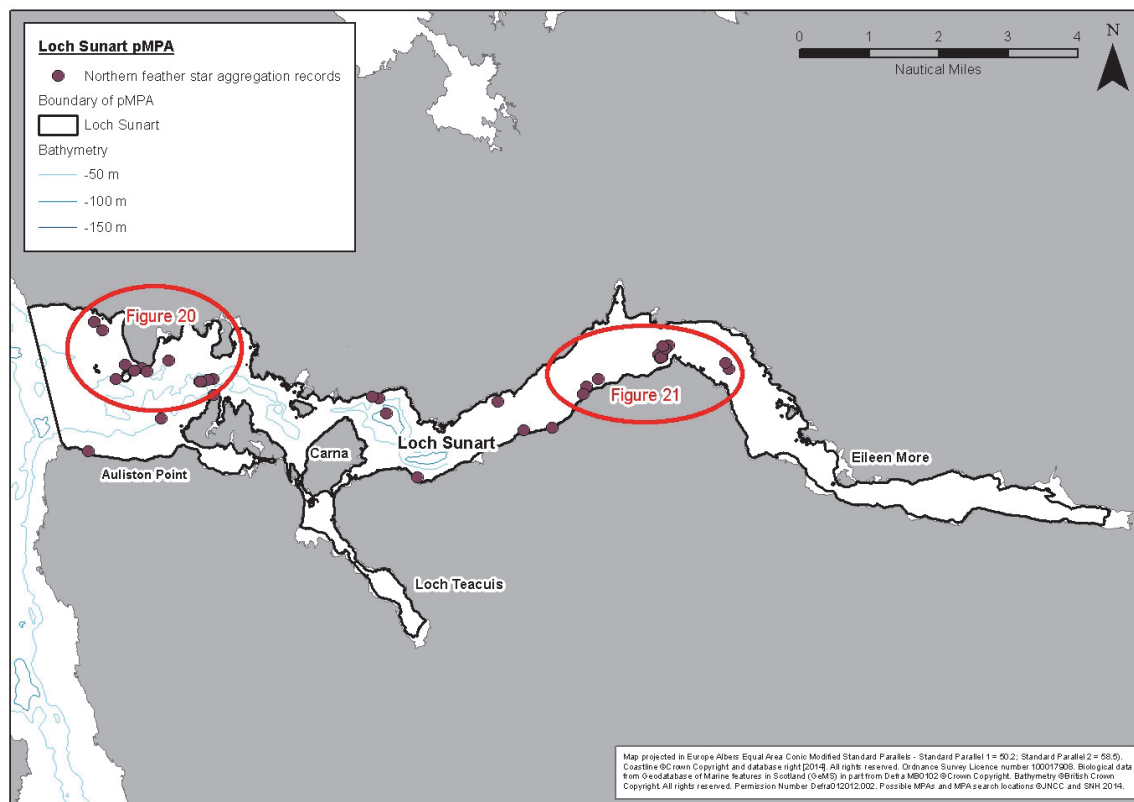 Loch Sunart pMPA
Northern feather star aggregation records
Boundary of pMPA
Loch Sunart
Bathymetry
-50 m
-100 m
-150 m
0 1 2 3 4
Nautical Miles
N
Figure 20
Figure 21
Loch Sunart
Carna
Auliston Point
Eileen More
Loch Teacuis
Map projected in Europe Albers Equal Area Conic Modified Standard Parallels - Standard Parallel 1 = 50.2; Standard Parallel 2 = 58.5).
Coastline ©Crown Copyright and database right [2014]. All rights reserved. Ordnance Survey Licence number 100017908. Biological data
from Geodatabase of Marine features in Scotland (GeMS) in part from Defra MB0102 ©Crown Copyright. Bathymetry ©British Crown
Copyright. All rights reserved. Permission Number Defra012012.002. Possible MPAs and MPA search locations ©JNCC and SNH 2014.